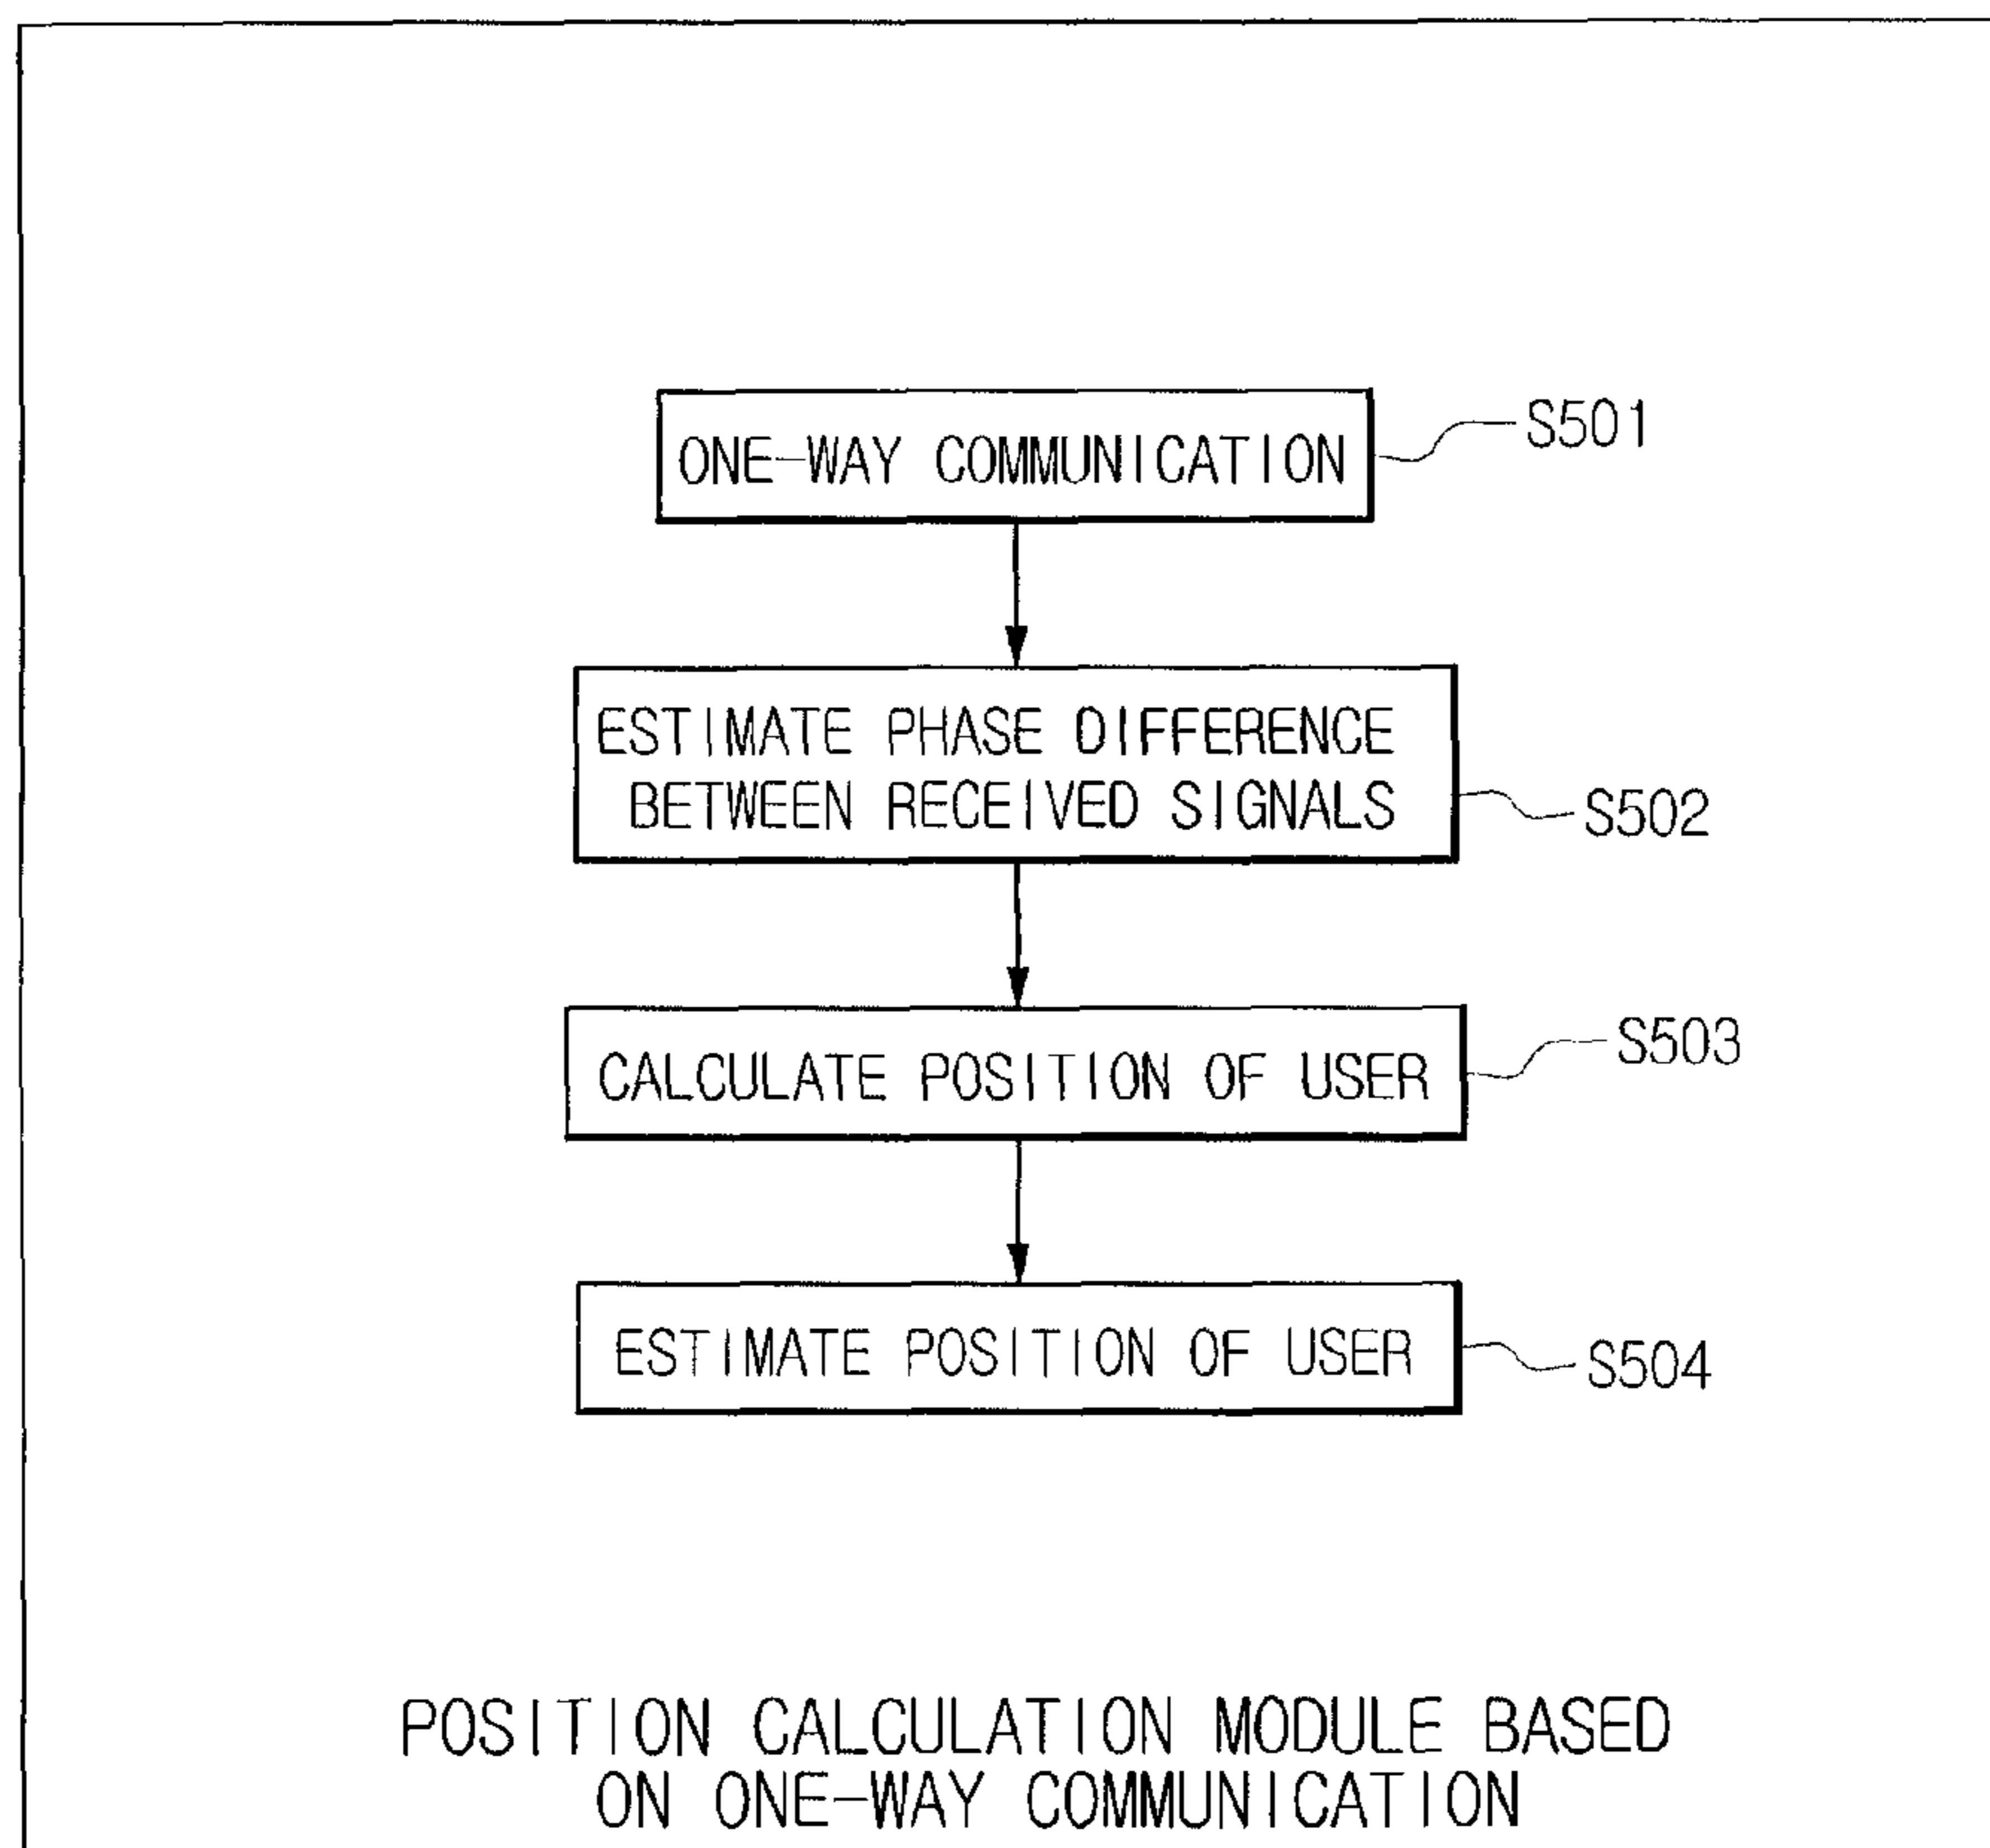 ONE-WAY COMMUNICATION
S501
ESTIMATE PHASE DIFFERENCE
BETWEEN RECEIVED SIGNALS
S502
CALCULATE POSITION OF USER
S503
ESTIMATE POSITION OF USER
S504
POSITION CALCULATION MODULE BASED
ON ONE-WAY COMMUNICATION